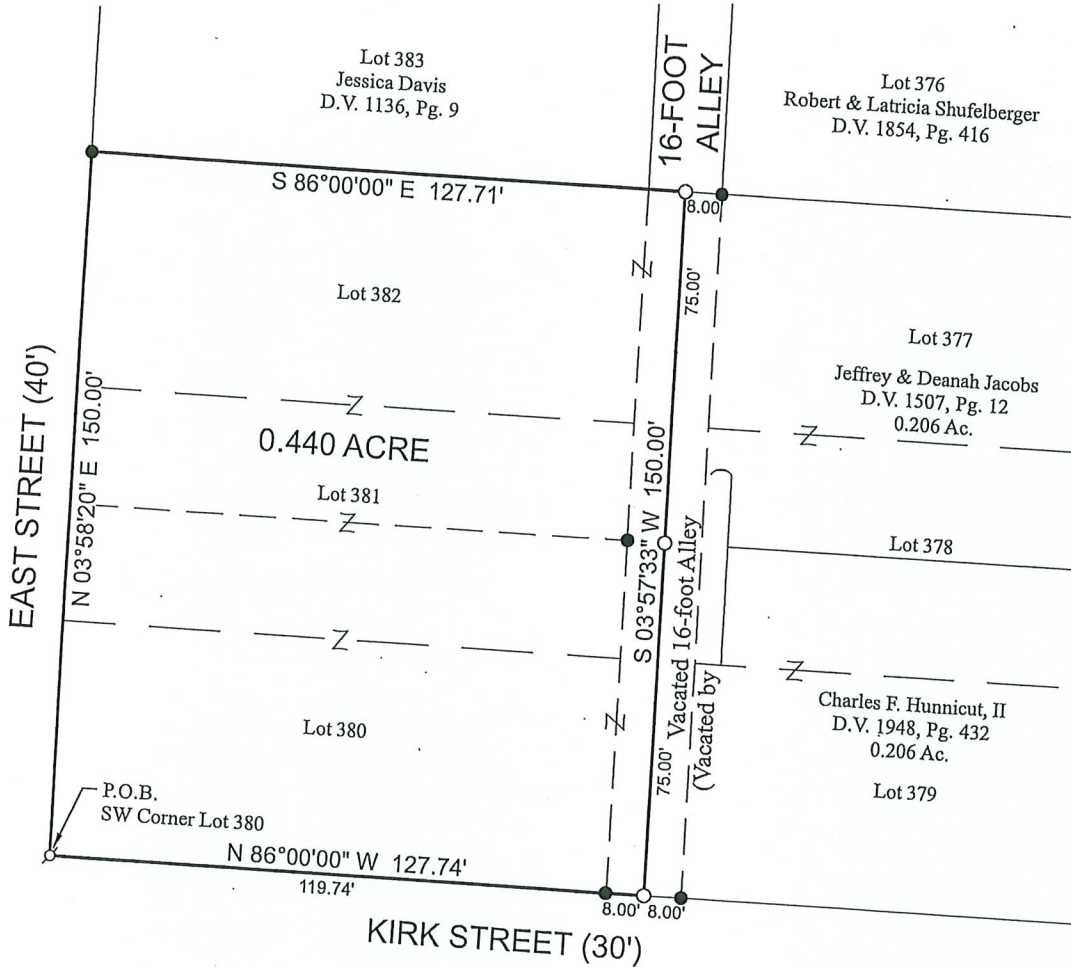 Lot 383
Jessica Davis
D.V. 1136, Pg. 9
16-FOOT
ALLEY
Lot 376
Robert & Latricia Shufelberger
D.V. 1854, Pg. 416
S 86°00'00" E 127.71'
8.00
Lot 382
75.00'
Lot 377
Jeffrey & Deanah Jacobs
D.V. 1507, Pg. 12
0.206 Ac.
EAST STREET (40')
N 03°58'20" E 150.00'
0.440 ACRE
Lot 381
S 03°57'33" W 150.00'
Vacated 16-foot Alley
(Vacated by
Lot 378
75.00'
Lot 380
Charles F. Hunnicut, II
D.V. 1948, Pg. 432
0.206 Ac.
Lot 379
P.O.B.
SW Corner Lot 380
N 86°00'00" W 127.74'
119.74'
8.00' 8.00'
KIRK STREET (30')